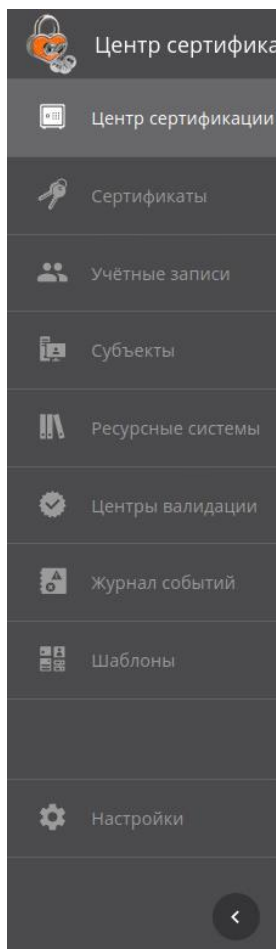 Центр сертифика
Центр сертификации
Сертификаты
Учётные записи
Субъекты
Ресурсные системы
Центры валидации
Журнал событий
Шаблоны
Настройки